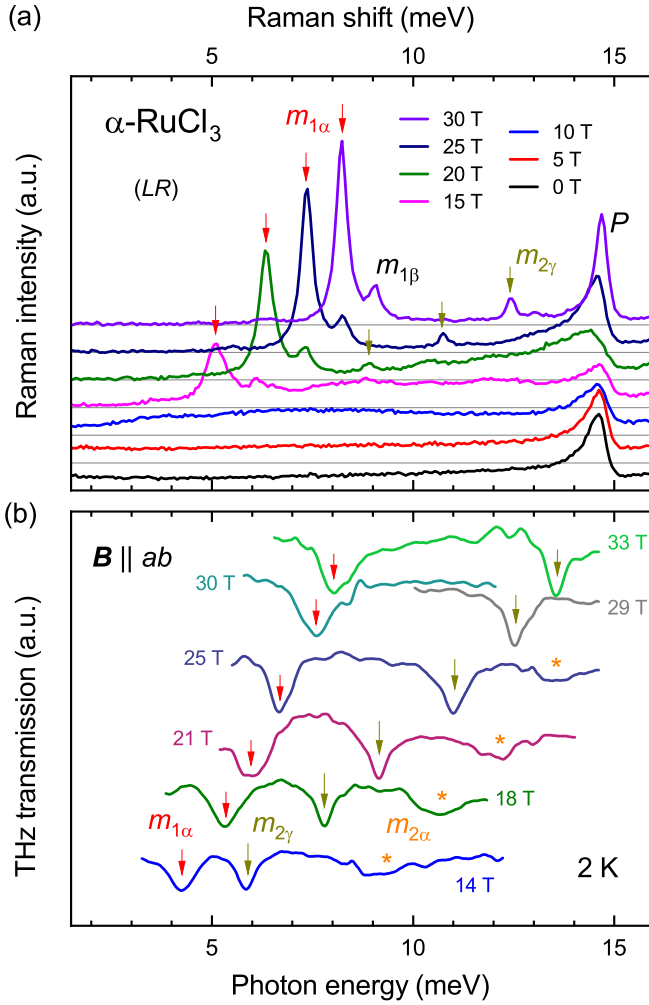 (a)
Raman shift (meV)
5 10 15
α-RuCl3
(LR)
m1α
30 T
25 T
20 T
15 T
10 T
5 T
0 T
m1β
m2γ
P
Raman intensity (a.u.)
(b)
B || ab
33 T
30 T
29 T
25 T
*
21 T
*
18 T
*
m1α
m2γ
m2α
*
14 T
2 K
THz transmission (a.u.)
5 10 15
Photon energy (meV)